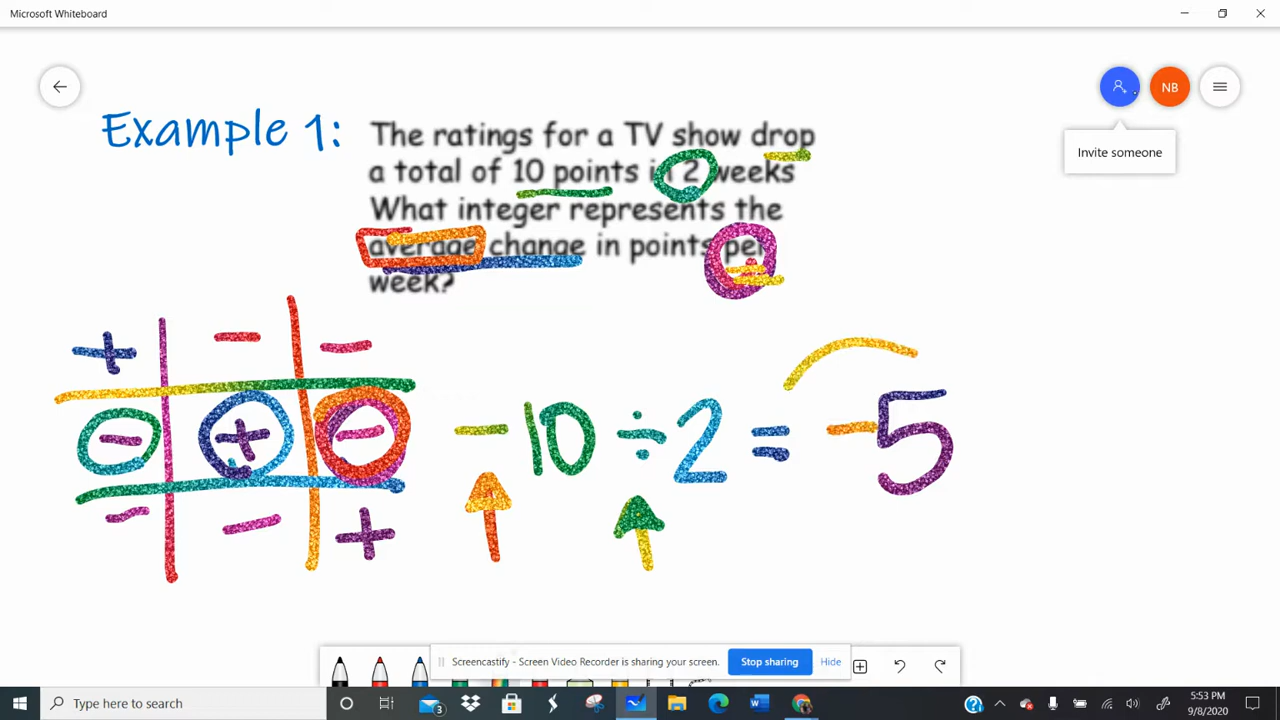 Microsoft Whiteboard
NB
Invite someone
Example 1:
The ratings for a TV show drop
a total of 10 points in 2 weeks
What integer represents the
average change in points per
week?
+ - -
- + -
- - +
-10 ÷ 2 = -5
Screencastify - Screen Video Recorder is sharing your screen.
Stop sharing
Hide
Type here to search
3
5:53 PM
9/8/2020